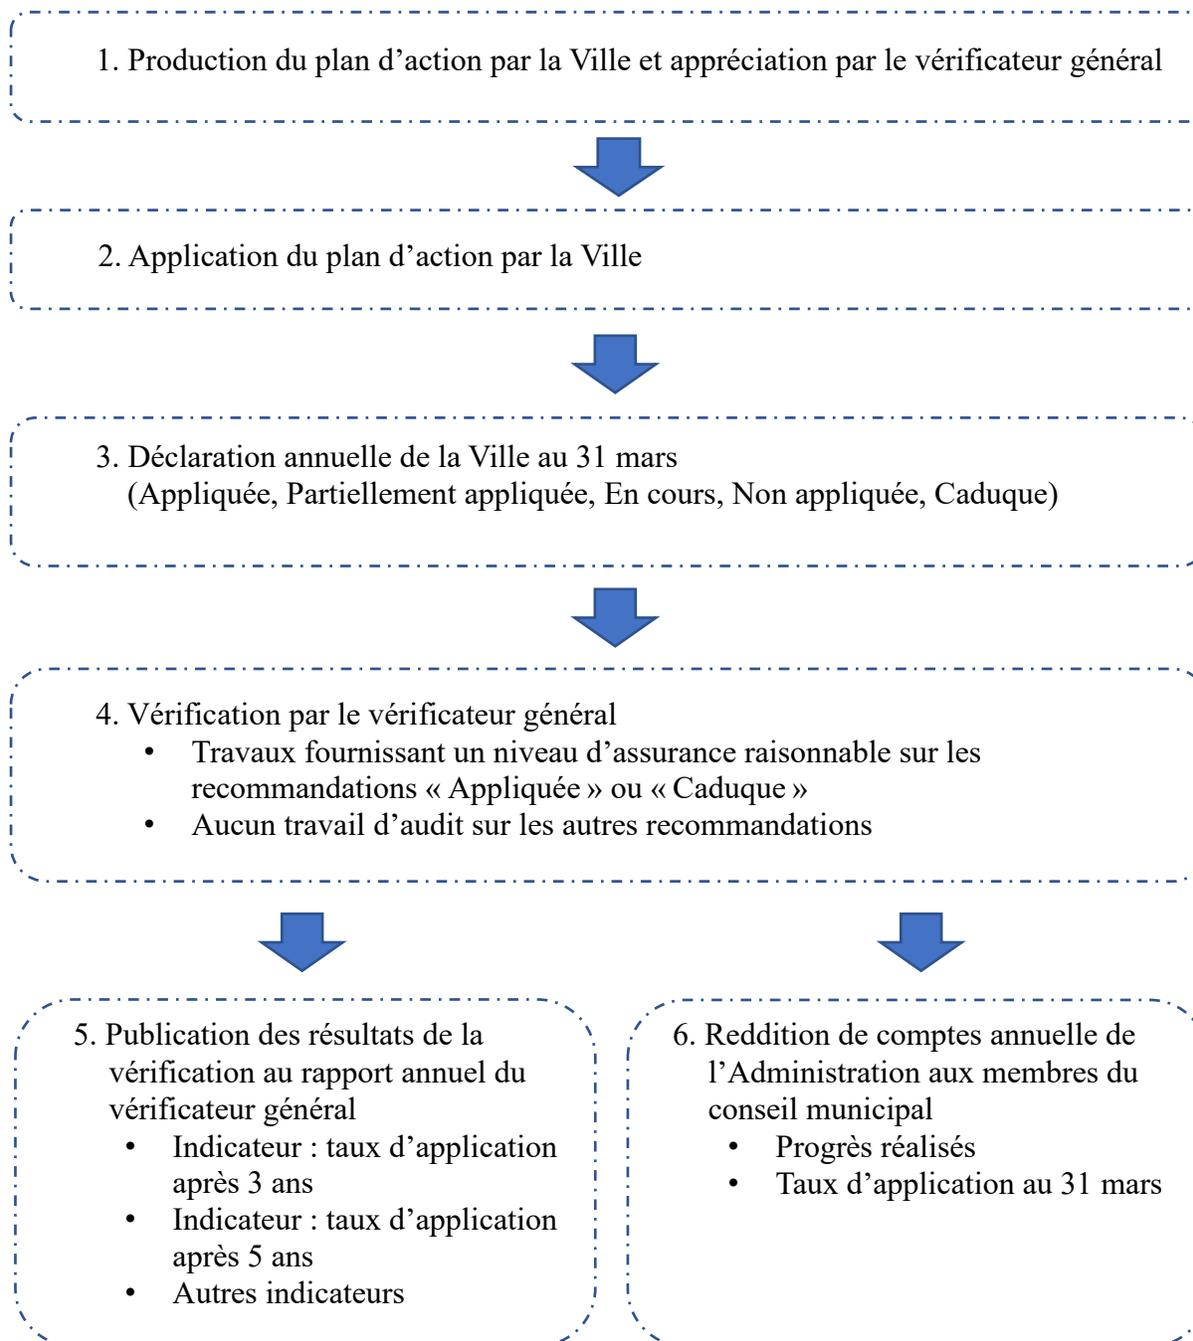 1. Production du plan d’action par la Ville et appréciation par le vérificateur général
2. Application du plan d’action par la Ville
3. Déclaration annuelle de la Ville au 31 mars
(Appliquée, Partiellement appliquée, En cours, Non appliquée, Caduque)
4. Vérification par le vérificateur général
• Travaux fournissant un niveau d’assurance raisonnable sur les
recommandations « Appliquée » ou « Caduque »
• Aucun travail d’audit sur les autres recommandations
5. Publication des résultats de la
vérification au rapport annuel du
vérificateur général
• Indicateur : taux d’application
après 3 ans
• Indicateur : taux d’application
après 5 ans
• Autres indicateurs
6. Reddition de comptes annuelle de
l’Administration aux membres du
conseil municipal
• Progrès réalisés
• Taux d’application au 31 mars